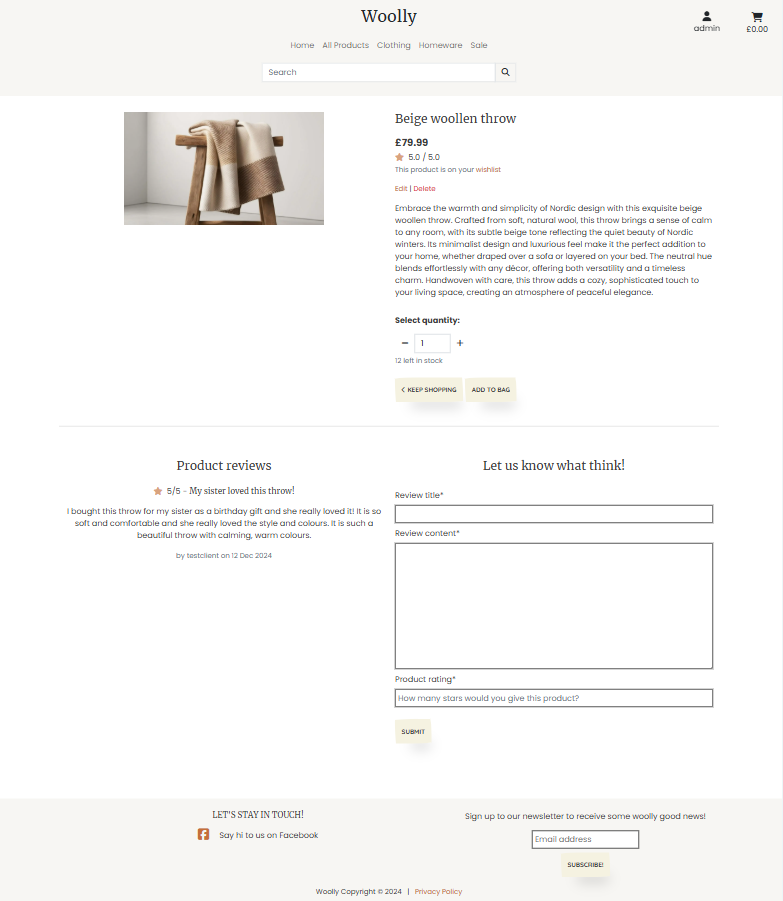 Woolly
admin
£0.00
Home All Products Clothing Homeware Sale
Search
Beige woollen throw
£79.99
5.0 / 5.0
This product is on your wishlist
Edit | Delete
Embrace the warmth and simplicity of Nordic design with this exquisite beige
woollen throw. Crafted from soft, natural wool, this throw brings a sense of calm
to any room, with its subtle beige tone reflecting the quiet beauty of Nordic
winters. Its minimalist design and luxurious feel make it the perfect addition to
your home, whether draped over a sofa or layered on your bed. The neutral hue
blends effortlessly with any décor, offering both versatility and a timeless
charm. Handwoven with care, this throw adds a cozy, sophisticated touch to
your living space, creating an atmosphere of peaceful elegance.
Select quantity:
1
12 left in stock
KEEP SHOPPING
ADD TO BAG
Product reviews
5/5 - My sister loved this throw!
I bought this throw for my sister as a birthday gift and she really loved it! It is so
soft and comfortable and she really loved the style and colours. It is such a
beautiful throw with calming, warm colours.
by testclient on 12 Dec 2024
Let us know what think!
Review title*
Review content*
Product rating*
How many stars would you give this product?
SUBMIT
LET'S STAY IN TOUCH!
Say hi to us on Facebook
Sign up to our newsletter to receive some woolly good news!
Email address
SUBSCRIBE!
Woolly Copyright © 2024 | Privacy Policy